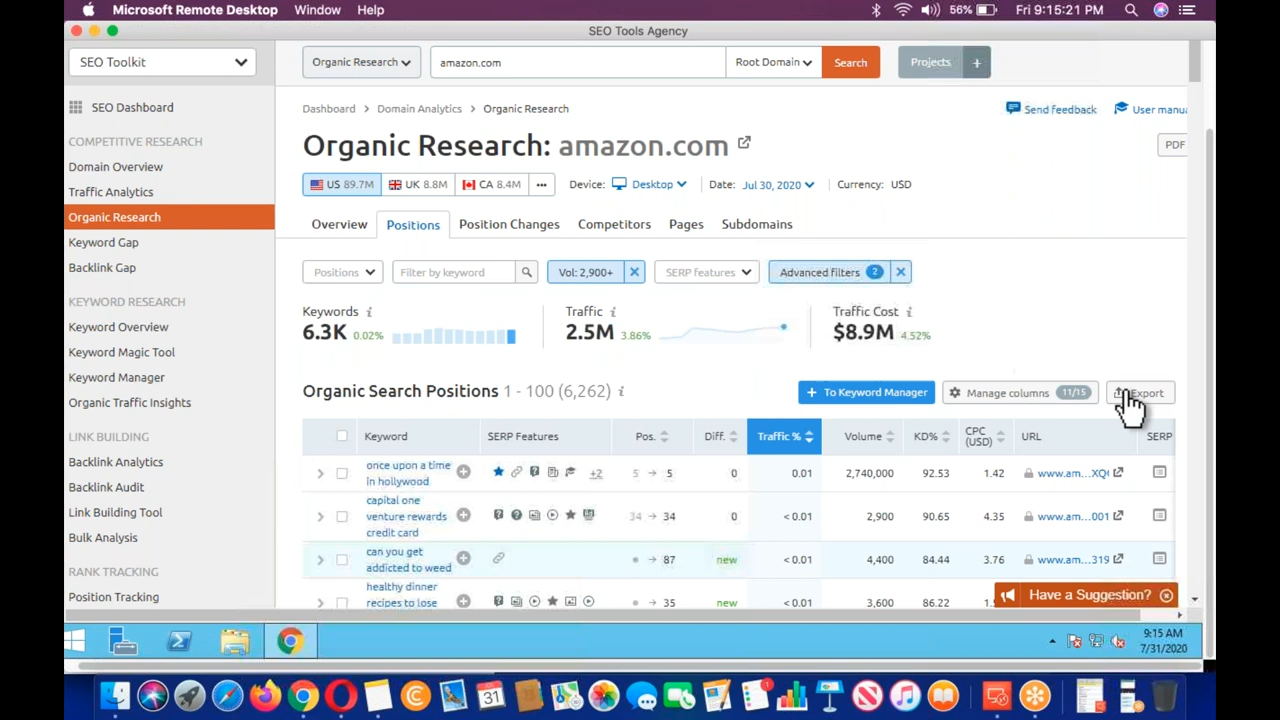 Microsoft Remote Desktop Window Help 56% Fri 9:15:21 PM
SEO Tools Agency
SEO Toolkit
Organic Research amazon.com Root Domain Search Projects +
SEO Dashboard
COMPETITIVE RESEARCH
Domain Overview
Traffic Analytics
Organic Research
Keyword Gap
Backlink Gap
KEYWORD RESEARCH
Keyword Overview
Keyword Magic Tool
Keyword Manager
Organic Traffic Insights
LINK BUILDING
Backlink Analytics
Backlink Audit
Link Building Tool
Bulk Analysis
RANK TRACKING
Position Tracking
Dashboard > Domain Analytics > Organic Research Send feedback User manua
Organic Research: amazon.com PDF
US 89.7M UK 8.8M CA 8.4M ... Device: Desktop Date: Jul 30, 2020 Currency: USD
Overview Positions Position Changes Competitors Pages Subdomains
Positions Filter by keyword Vol: 2,900+ SERP features Advanced filters 2
Keywords i Traffic i Traffic Cost i
6.3K 0.02% 2.5M 3.86% $8.9M 4.52%
Organic Search Positions 1 - 100 (6,262) i + To Keyword Manager Manage columns 11/15 Export
Keyword SERP Features Pos. Diff. Traffic % Volume KD% CPC (USD) URL SERP
once upon a time
in hollywood +2 5 → 5 0 0.01 2,740,000 92.53 1.42 www.am...XQ
capital one
venture rewards 34 → 34 0 < 0.01 2,900 90.65 4.35 www.am...001
credit card
can you get
addicted to weed → 87 new < 0.01 4,400 84.44 3.76 www.am...319
healthy dinner
recipes to lose → 35 new < 0.01 3,600 86.22
Have a Suggestion?
9:15 AM
7/31/2020
31
1